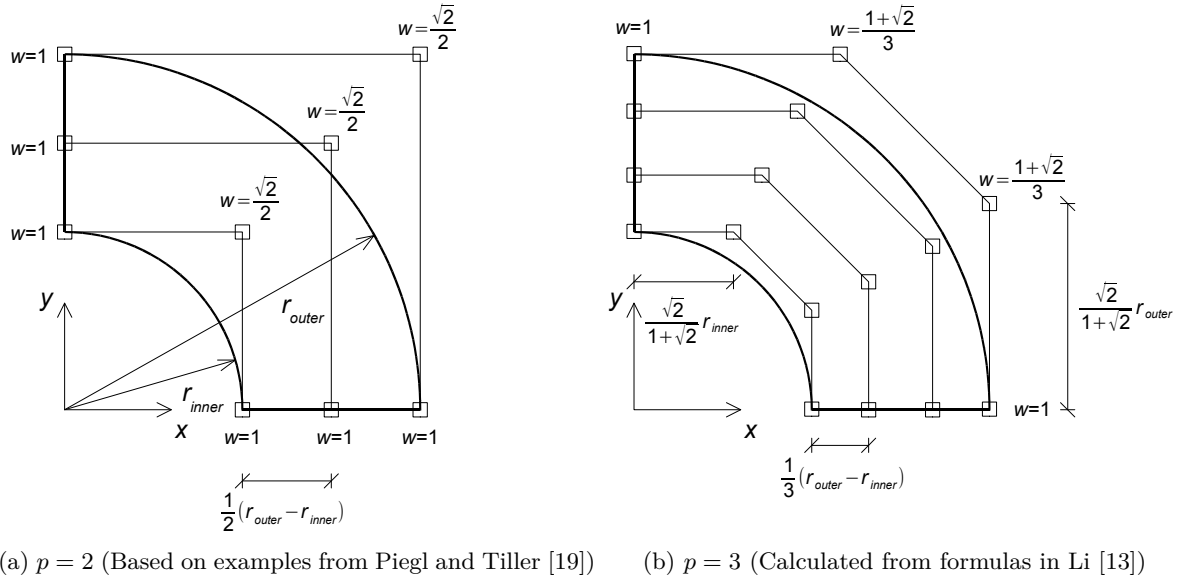 w=1
w=√2/2
w=1
w=√2/2
w=1
w=√2/2
y
x
r_outer
r_inner
w=1
w=1
w=1
1/2(r_outer−r_inner)
w=1
w=(1+√2)/3
w=(1+√2)/3
y
x
√2/(1+√2) r_inner
√2/(1+√2) r_outer
w=1
1/3(r_outer−r_inner)
(a) p = 2 (Based on examples from Piegl and Tiller [19])
(b) p = 3 (Calculated from formulas in Li [13])